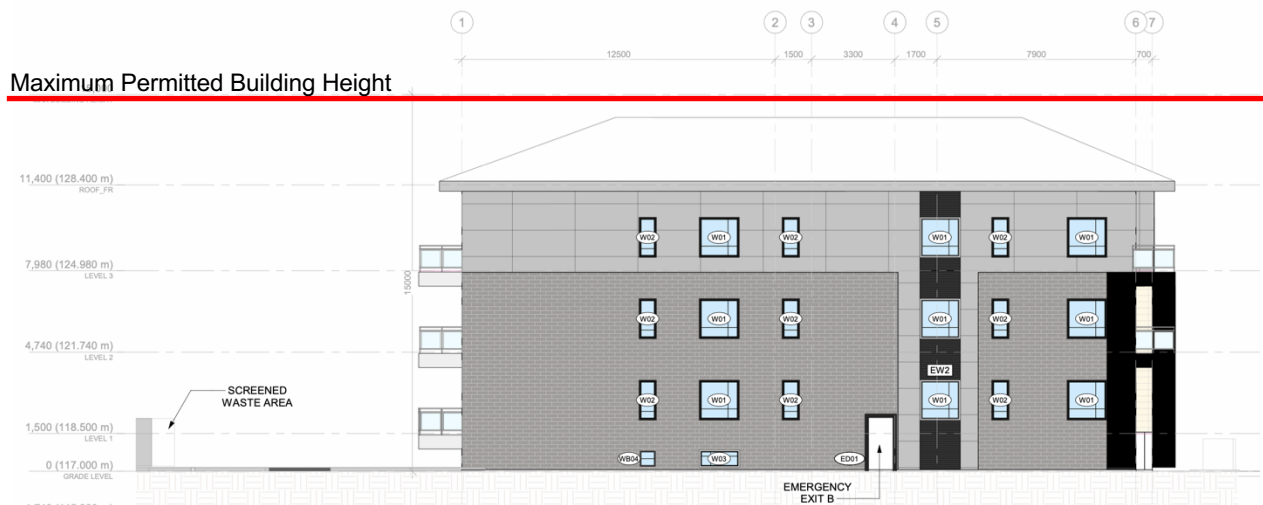 1 2 3 4 5 6 7
12500 1500 3300 1700 7900 700
Maximum Permitted Building Height
11,400 (128.400 m)
ROOF_FR
W02 W01 W02 W01 W02 W01
7,980 (124.980 m)
LEVEL 3
15000
W02 W01 W02 W01 W02 W01
4,740 (121.740 m)
LEVEL 2
EW2
SCREENED
WASTE AREA
W02 W01 W02 W01 W02 W01
1,500 (118.500 m)
LEVEL 1
WB04 W03 ED01
0 (117.000 m)
GRADE LEVEL
EMERGENCY
EXIT B